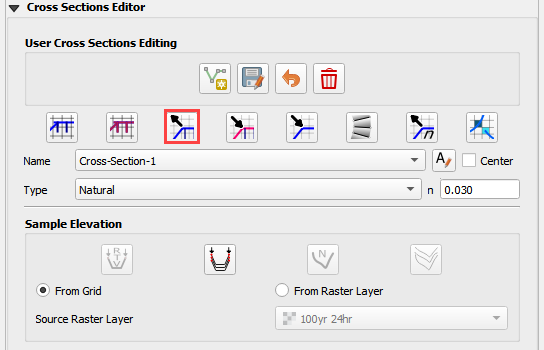 Cross Sections Editor
User Cross Sections Editing
Name Cross-Section-1 A Center
Type Natural n 0.030
Sample Elevation
R T W N
From Grid From Raster Layer
Source Raster Layer 100yr 24hr